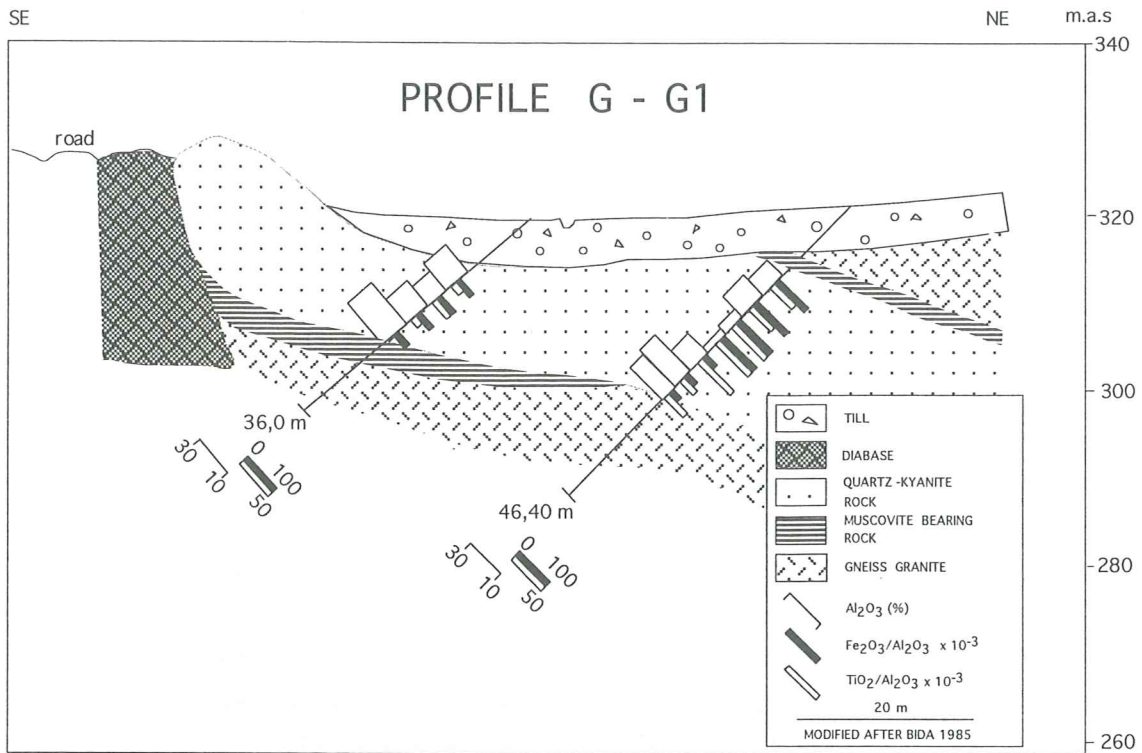 SE
NE
m.a.s
340
PROFILE G - G1
road
320
300
36,0 m
30
10
0
100
50
46,40 m
30
10
0
100
50
TILL
DIABASE
QUARTZ-KYANITE
ROCK
MUSCOVITE BEARING
ROCK
GNEISS GRANITE
280
Al₂O₃ (%)
Fe₂O₃/Al₂O₃ x 10⁻³
TiO₂/Al₂O₃ x 10⁻³
20 m
MODIFIED AFTER BIDA 1985
260